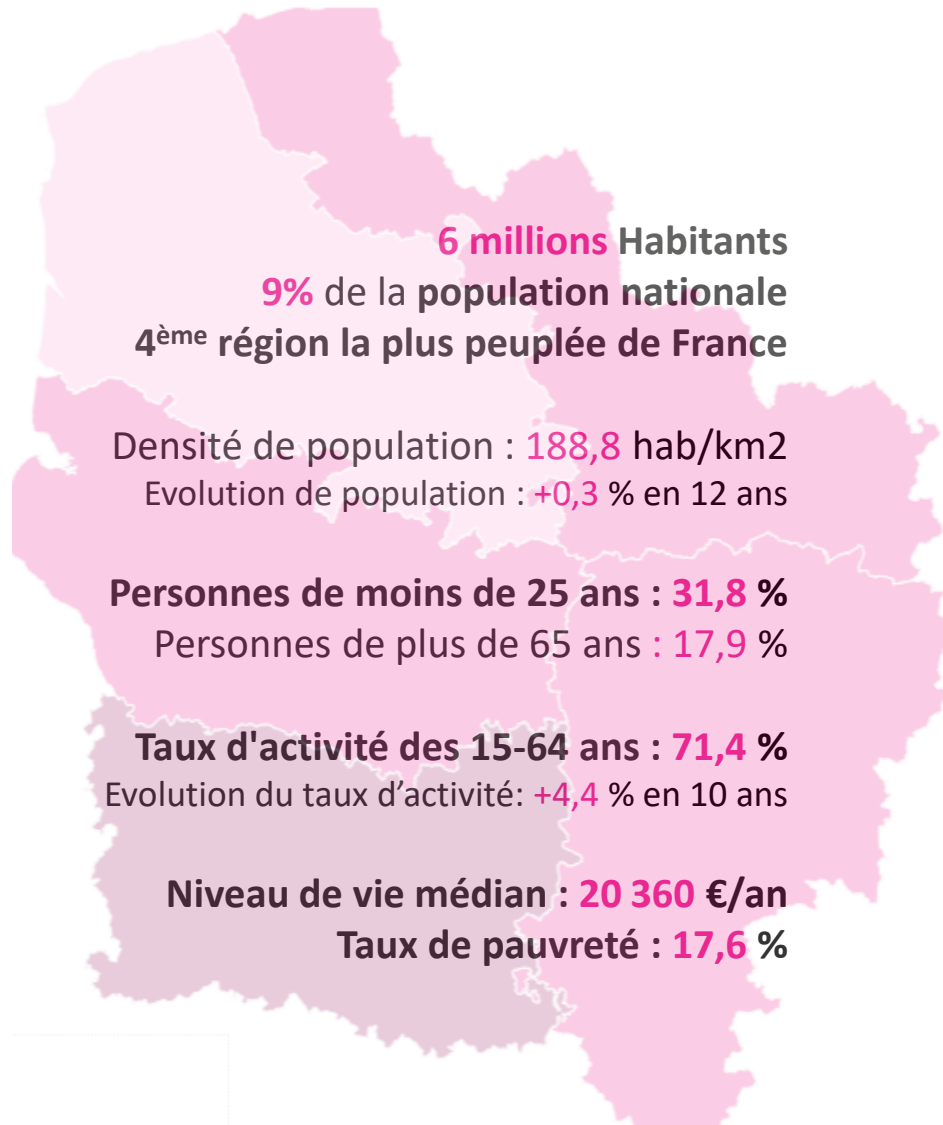 6 millions Habitants
9% de la population nationale
4ème région la plus peuplée de France
Densité de population : 188,8 hab/km2
Evolution de population : +0,3 % en 12 ans
Personnes de moins de 25 ans : 31,8 %
Personnes de plus de 65 ans : 17,9 %
Taux d'activité des 15-64 ans : 71,4 %
Evolution du taux d’activité: +4,4 % en 10 ans
Niveau de vie médian : 20 360 €/an
Taux de pauvreté : 17,6 %